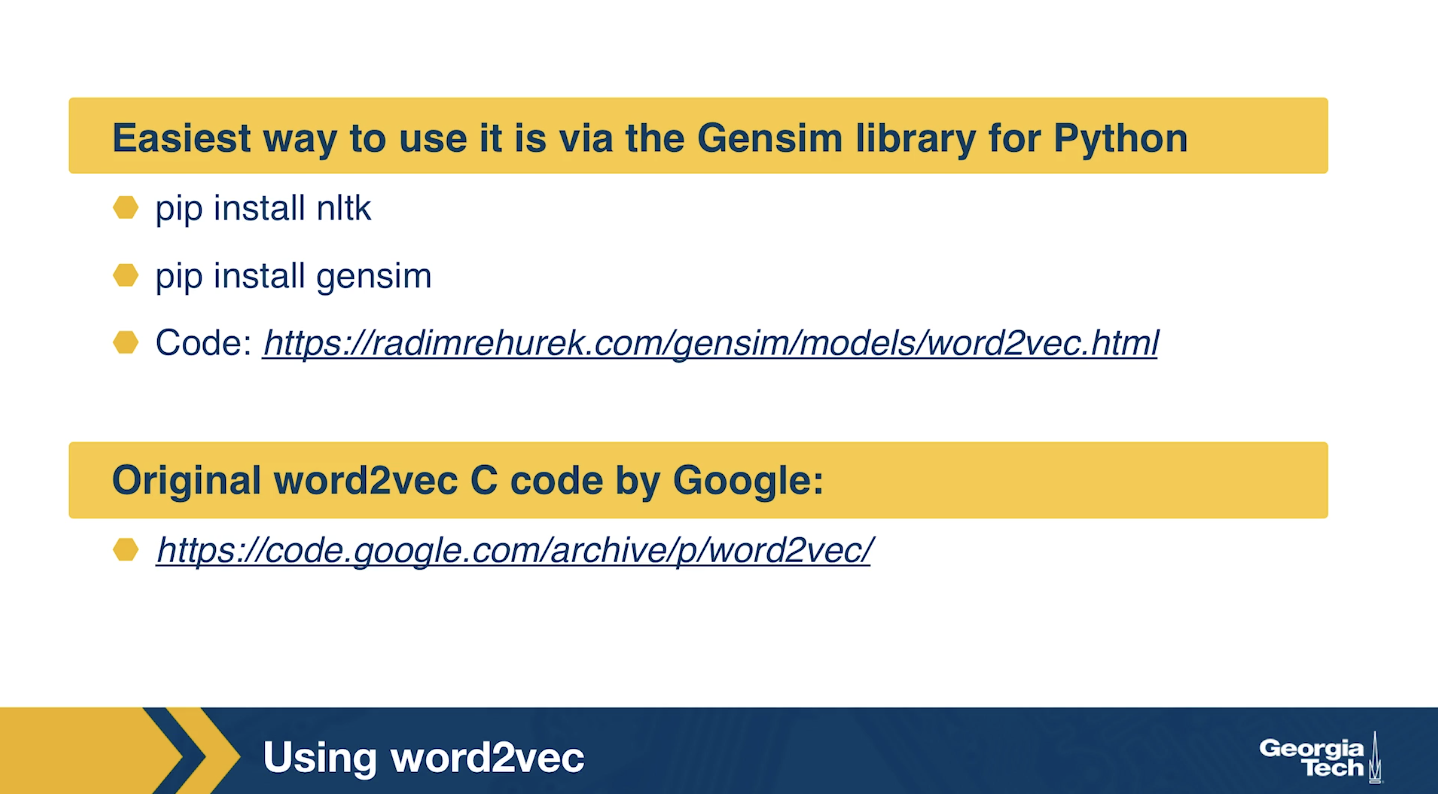 Easiest way to use it is via the Gensim library for Python
pip install nltk
pip install gensim
Code: https://radimrehurek.com/gensim/models/word2vec.html
Original word2vec C code by Google:
https://code.google.com/archive/p/word2vec/
Using word2vec
Georgia
Tech